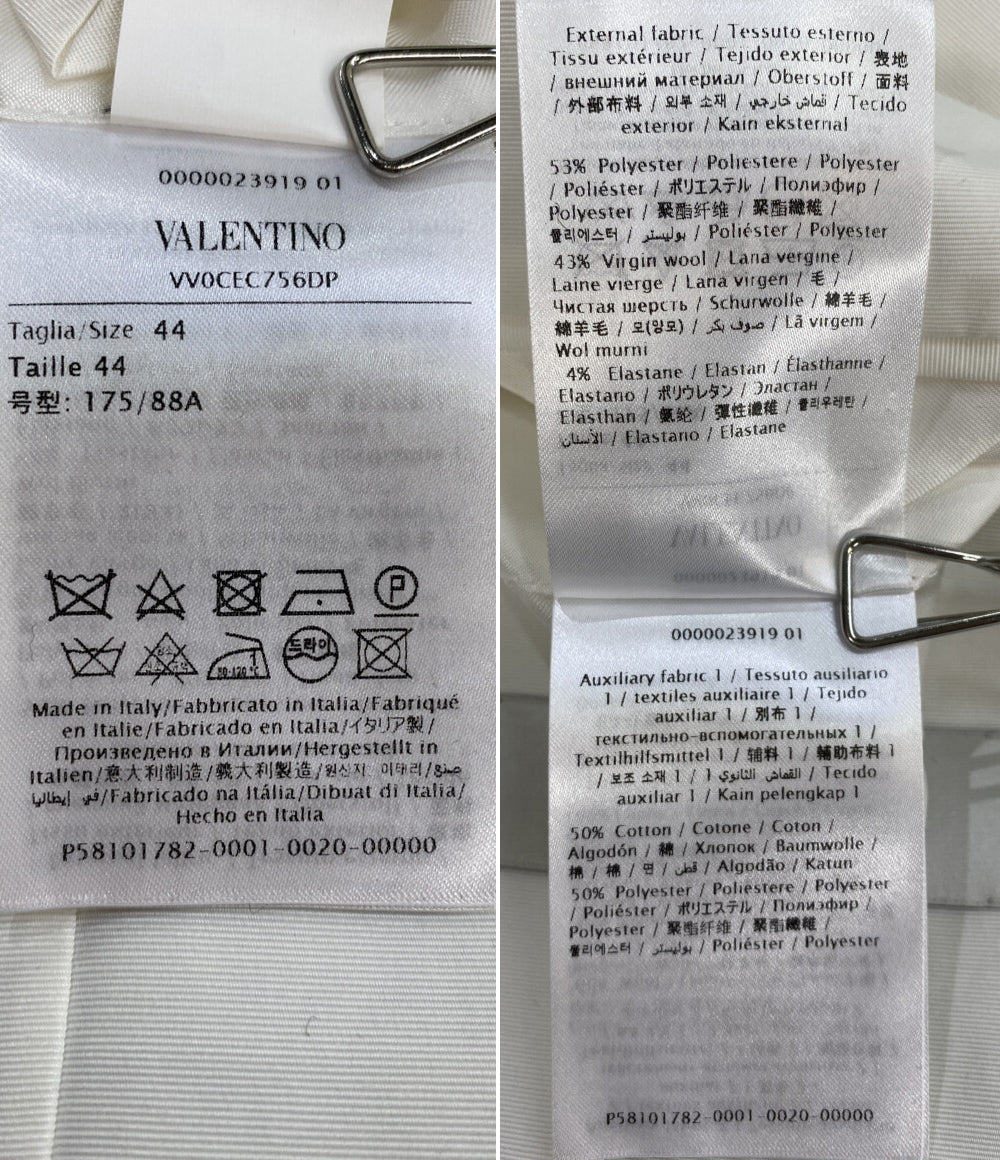 0000023919 01
VALENTINO
VV0CEC756DP
Taglia/Size 44
Taille 44
号型: 175/88A
P
드라이
80-120°C
Made in Italy/Fabbricato in Italia/Fabriqué
en Italie/Fabricado en Italia/イタリア製/
Произведено в Италии/Hergestellt in
Italien/意大利制造/義大利製造/원산지: 이태리/صنع
في إيطاليا/Fabricado na Itália/Dibuat di Italia/
Hecho en Italia
P58101782-0001-0020-00000
External fabric / Tessuto esterno /
Tissu extérieur / Tejido exterior / 表地
/ внешний материал / Oberstoff / 面料
/ 外部布料 / 외부 소재 / قماش خارجي / Tecido
exterior / Kain eksternal
53% Polyester / Poliestere / Polyester
/ Poliéster / ポリエステル / Полиэфир /
Polyester / 聚酯纤维 / 聚酯纖維 /
폴리에스터 / بوليستر / Poliéster / Polyester
43% Virgin wool / Lana vergine /
Laine vierge / Lana virgen / 毛 /
Чистая шерсть / Schurwolle / 綿羊毛 /
綿羊毛 / 모(양모) / صوف بكر / Lã virgem /
Wol murni
4% Elastane / Elastan / Élasthanne /
Elastano / ポリウレタン / Эластан /
Elasthan / 氨纶 / 彈性纖維 / 폴리우레탄 /
الأستان / Elastano / Elastane
0000023919 01
Auxiliary fabric 1 / Tessuto ausiliario
1 / textiles auxiliaire 1 / Tejido
auxiliar 1 / 別布 1 /
текстильно-вспомогательных 1 /
Textilhilfsmittel 1 / 辅料 1 / 輔助布料 1
/ 보조 소재 1 / القماش الثانوي 1 / Tecido
auxiliar 1 / Kain pelengkap 1
50% Cotton / Cotone / Coton /
Algodón / 綿 / Хлопок / Baumwolle /
棉 / 棉 / 면 / قطن / Algodão / Katun
50% Polyester / Poliestere / Polyester
/ Poliéster / ポリエステル / Полиэфир /
Polyester / 聚酯纤维 / 聚酯纖維 /
폴리에스터 / بوليستر / Poliéster / Polyester
P58101782-0001-0020-00000